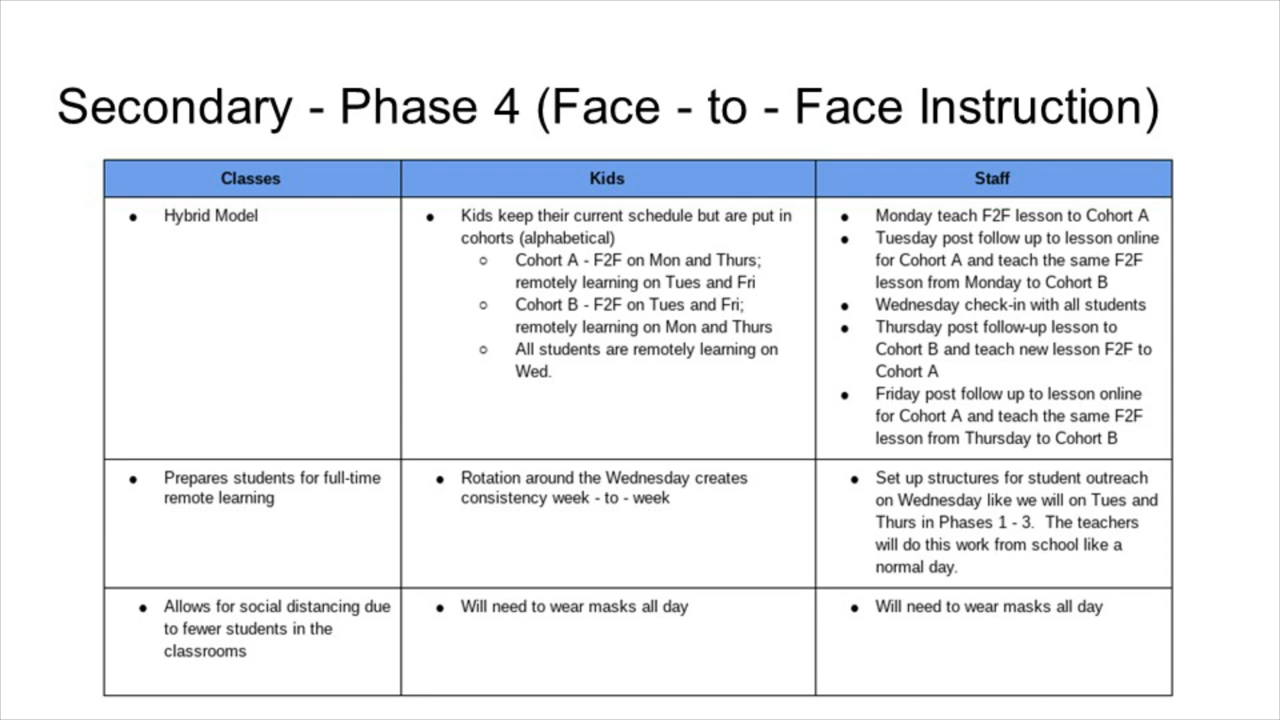 Secondary - Phase 4 (Face - to - Face Instruction)
Classes
Kids
Staff
● Hybrid Model
● Kids keep their current schedule but are put in
cohorts (alphabetical)
○ Cohort A - F2F on Mon and Thurs;
remotely learning on Tues and Fri
○ Cohort B - F2F on Tues and Fri;
remotely learning on Mon and Thurs
○ All students are remotely learning on
Wed.
● Monday teach F2F lesson to Cohort A
● Tuesday post follow up to lesson online
for Cohort A and teach the same F2F
lesson from Monday to Cohort B
● Wednesday check-in with all students
● Thursday post follow-up lesson to
Cohort B and teach new lesson F2F to
Cohort A
● Friday post follow up to lesson online
for Cohort A and teach the same F2F
lesson from Thursday to Cohort B
● Prepares students for full-time
remote learning
● Rotation around the Wednesday creates
consistency week - to - week
● Set up structures for student outreach
on Wednesday like we will on Tues and
Thurs in Phases 1 - 3.  The teachers
will do this work from school like a
normal day.
● Allows for social distancing due
to fewer students in the
classrooms
● Will need to wear masks all day
● Will need to wear masks all day